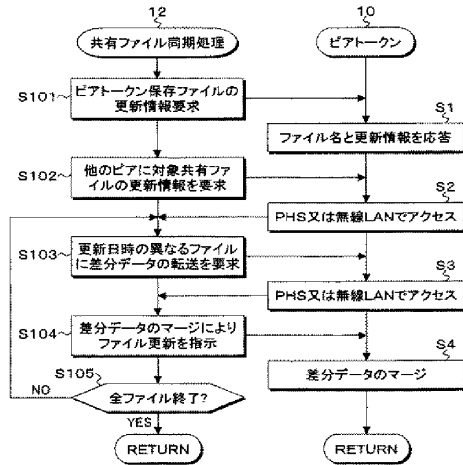 12
10
共有ファイル同期処理
ピアトークン
S101
ピアトークン保存ファイルの
更新情報要求
S1
ファイル名と更新情報を応答
S102
他のピアに対象共有ファ
イルの更新情報を要求
S2
PHS又は無線LANでアクセス
S103
更新日時の異なるファイル
に差分データの転送を要求
S3
PHS又は無線LANでアクセス
S104
差分データのマージにより
ファイル更新を指示
S4
差分データのマージ
S105
全ファイル終了?
NO
YES
RETURN
RETURN